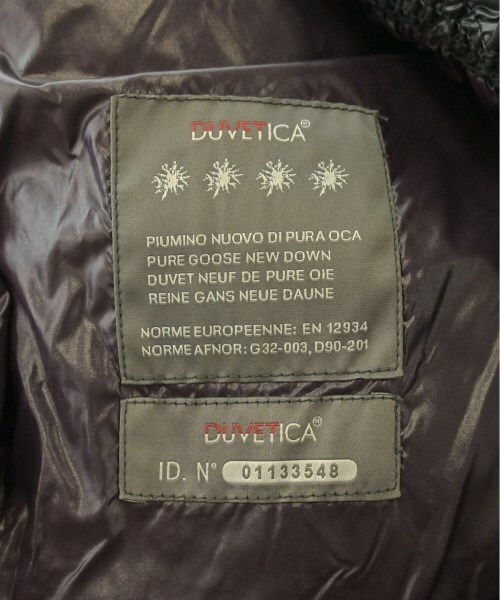 DUVETICA®
PIUMINO NUOVO DI PURA OCA
PURE GOOSE NEW DOWN
DUVET NEUF DE PURE OIE
REINE GANS NEUE DAUNE
NORME EUROPEENNE: EN 12934
NORME AFNOR: G32-003, D90-201
DUVETICA®
ID. N° 01133548